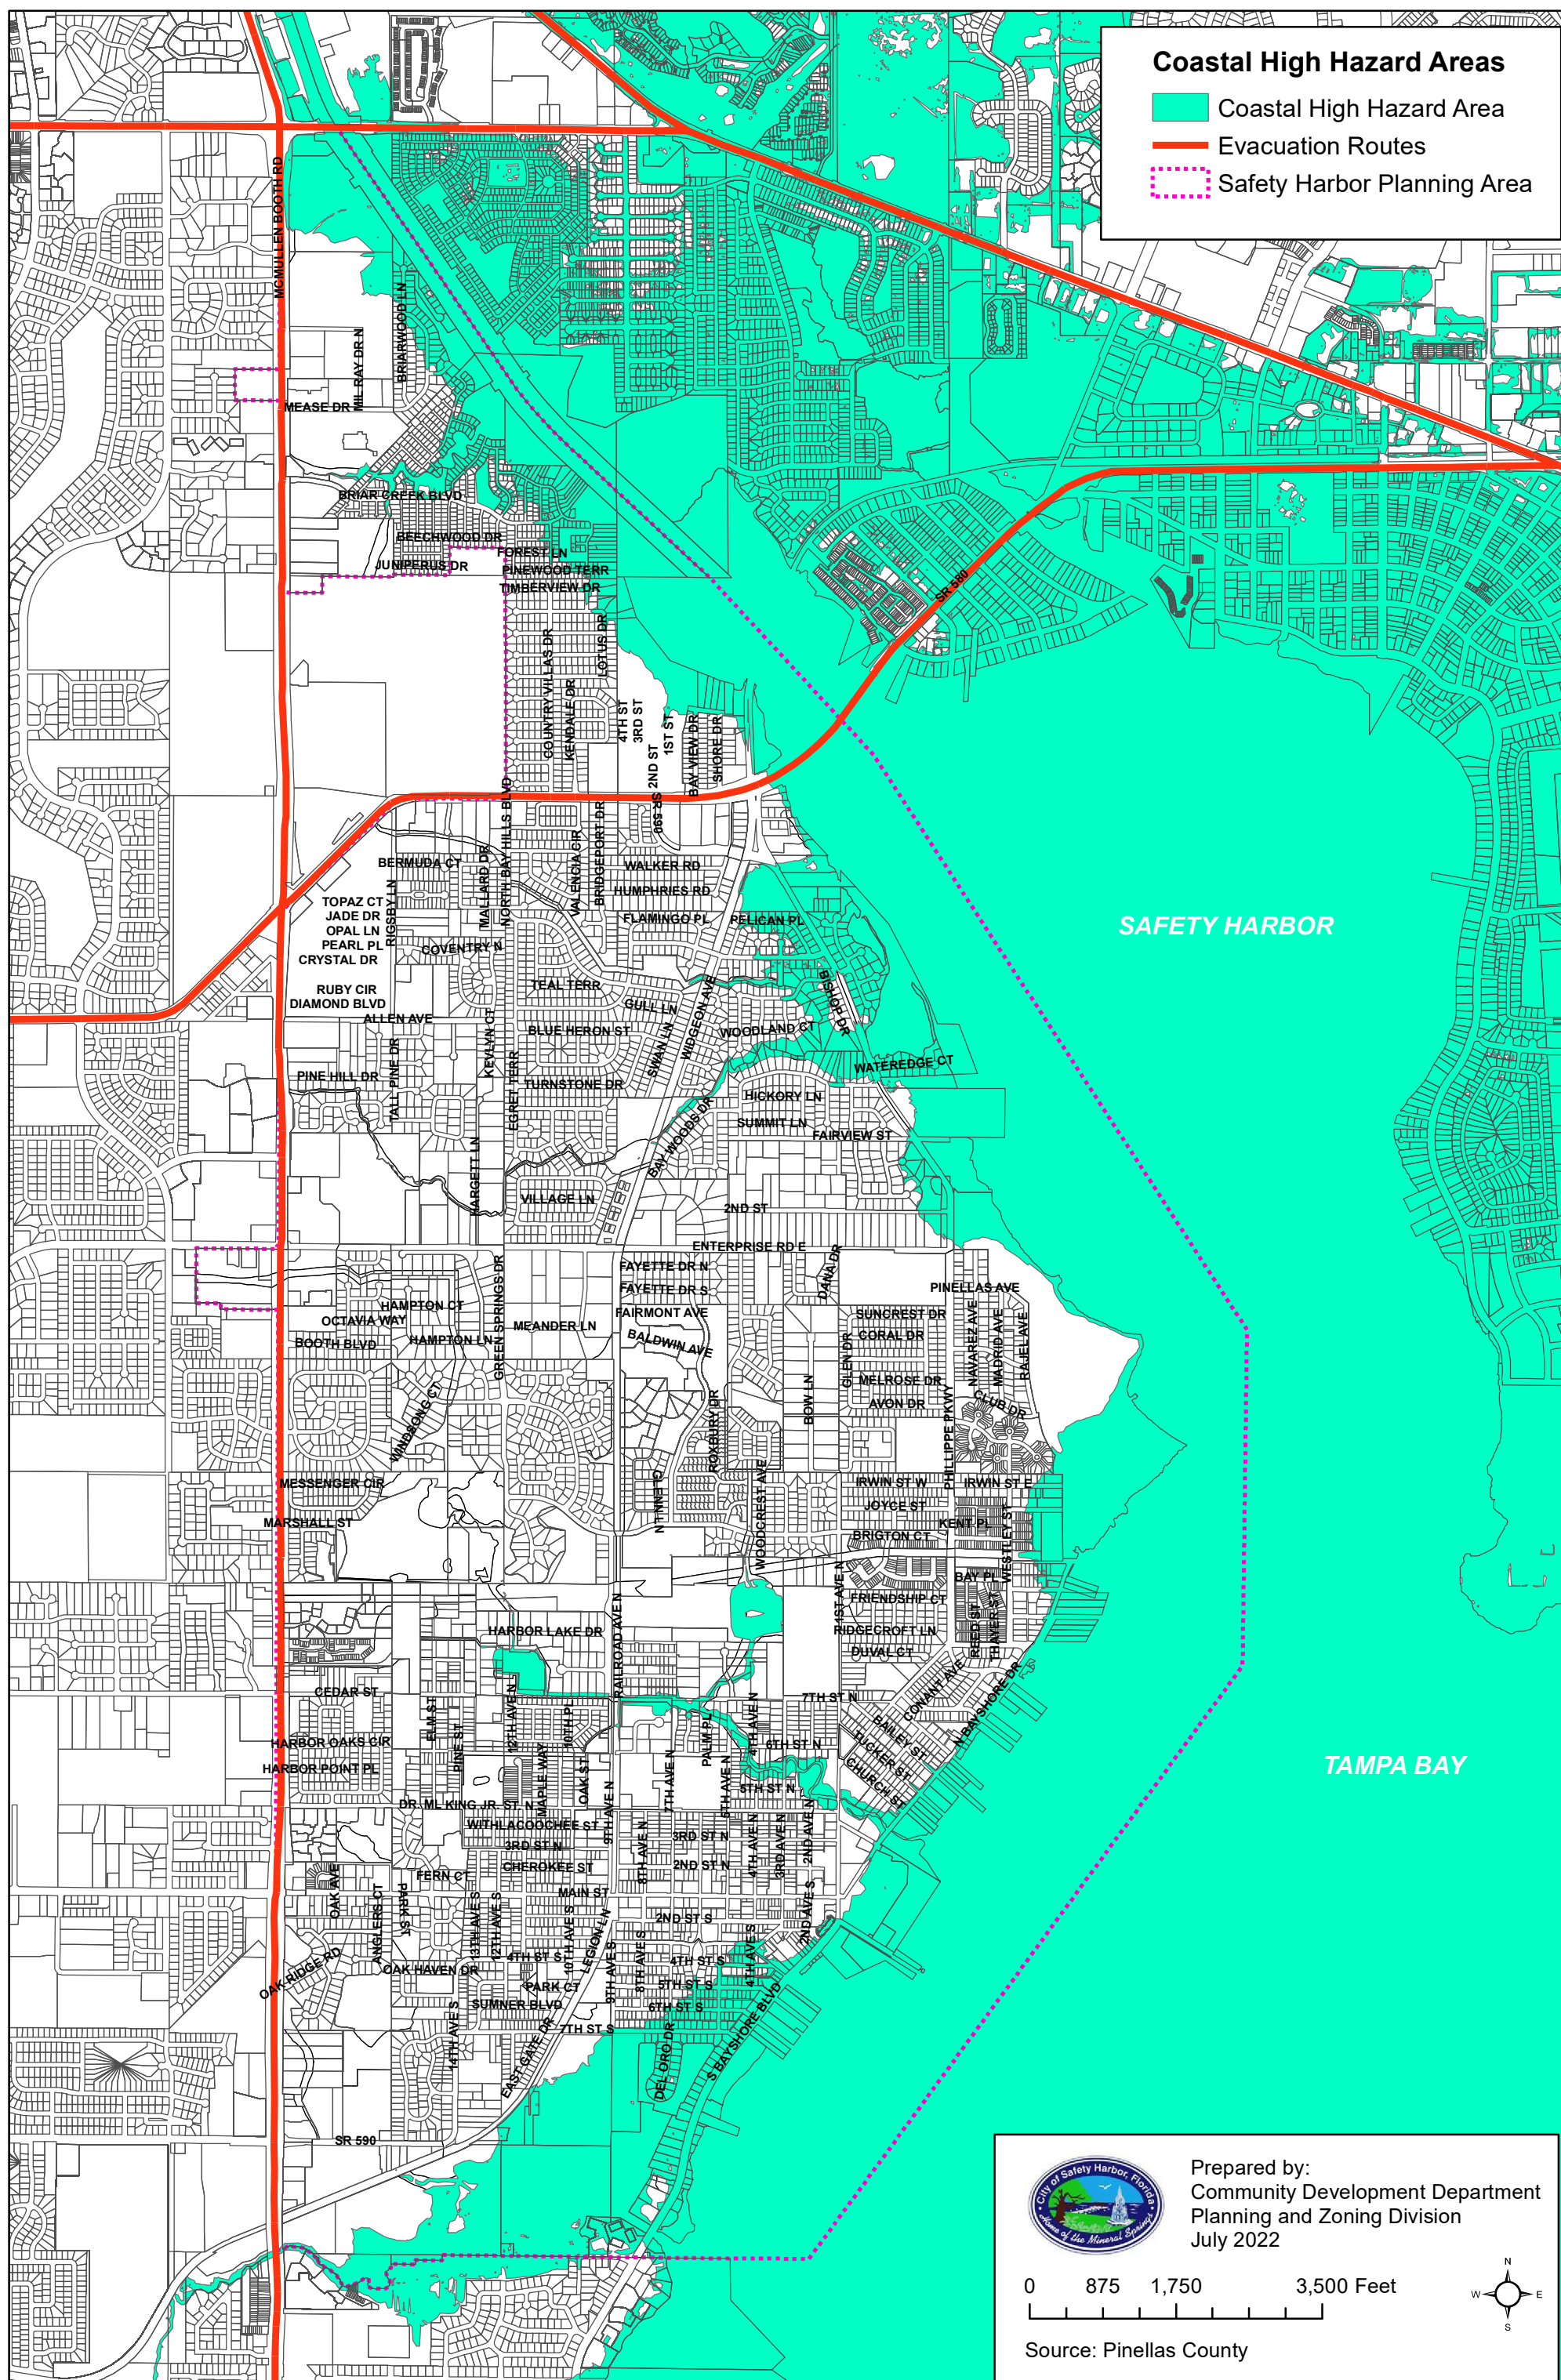 Coastal High Hazard Areas
Coastal High Hazard Area
Evacuation Routes
Safety Harbor Planning Area
MCMULLEN BOOTH RD
BRIARWOOD LN
MIL RAY DR N
MEASE DR
BRIAR CREEK BLVD
BEECHWOOD DR
FOREST LN
JUNIPERUS DR
PINEWOOD TERR
TIMBERVIEW DR
SR 580
LOTUS DR
COUNTRY VILLAS DR
KENDALE DR
4TH ST
3RD ST
2ND ST
1ST ST
BAY VIEW DR
SHORE DR
SR 590
NORTH BAY HILLS BLVD
VALENCIA CIR
BRIDGEPORT DR
BERMUDA CT
MALLARD DR
WALKER RD
HUMPHRIES RD
TOPAZ CT
JADE DR
OPAL LN
PEARL PL
CRYSTAL DR
RIGSBY LN
FLAMINGO PL
PELICAN PL
SAFETY HARBOR
COVENTRY N
RUBY CIR
DIAMOND BLVD
ALLEN AVE
TEAL TERR
GULL LN
WIDGEON AVE
BISHOP DR
KEVLYN CT
BLUE HERON ST
SWAN LN
WOODLAND CT
WATEREDGE CT
PINE HILL DR
TALL PINE DR
EGRET TERR
TURNSTONE DR
HICKORY LN
BAY WOODS DR
SUMMIT LN
FAIRVIEW ST
HARGETT LN
VILLAGE LN
2ND ST
ENTERPRISE RD E
DANA DR
FAYETTE DR N
FAYETTE DR S
PINELLAS AVE
GREEN SPRINGS DR
HAMPTON CT
OCTAVIA WAY
HAMPTON LN
BOOTH BLVD
MEANDER LN
FAIRMONT AVE
BALDWIN AVE
SUNCREST DR
CORAL DR
GLEN DR
MELROSE DR
AVON DR
NAVAREZ AVE
MADRID AVE
RAJEL AVE
CLUB DR
PHILLIPPE PKWY
BOW LN
ROXBURY DR
WINDSONG CT
MESSENGER CIR
MARSHALL ST
GLENN LN
WOODCREST AVE
IRWIN ST W
IRWIN ST E
JOYCE ST
KENT PL
BRIGTON CT
WESTLEY ST
BAY PL
FRIENDSHIP CT
1ST AVE N
RIDGECROFT LN
DUVAL CT
REED ST
THAYER ST
HARBOR LAKE DR
RAILROAD AVE N
CONANT AVE
N BAYSHORE DR
CEDAR ST
ELM ST
PINE ST
12TH AVE N
10TH PL
7TH ST N
4TH AVE N
PALM PL
6TH ST N
BAILEY ST
TUCKER ST
CHURCH ST
TAMPA BAY
HARBOR OAKS CIR
HARBOR POINT PL
MAPLE WAY
OAK ST
7TH AVE N
5TH AVE N
5TH ST N
DR. ML KING JR. ST. N
WITHLACOOCHEE ST
9TH AVE N
8TH AVE N
3RD ST N
3RD ST N
4TH AVE N
3RD AVE N
2ND AVE N
CHEROKEE ST
2ND ST N
FERN CT
MAIN ST
OAK AVE
ANGLERS CT
PARK ST
13TH AVE S
12TH AVE S
10TH AVE S
LEGION LN
2ND ST S
2ND AVE S
OAK RIDGE RD
OAK HAVEN DR
4TH ST S
9TH AVE S
8TH AVE S
4TH ST S
4TH AVE S
PARK CT
5TH ST S
SUMNER BLVD
6TH ST S
7TH ST S
14TH AVE S
EAST GATE DR
DEL ORO DR
S BAYSHORE BLVD
SR 590
City of Safety Harbor, Florida
Home of the Mineral Springs
Prepared by:
Community Development Department
Planning and Zoning Division
July 2022
0 875 1,750 3,500 Feet
N
W E
S
Source: Pinellas County